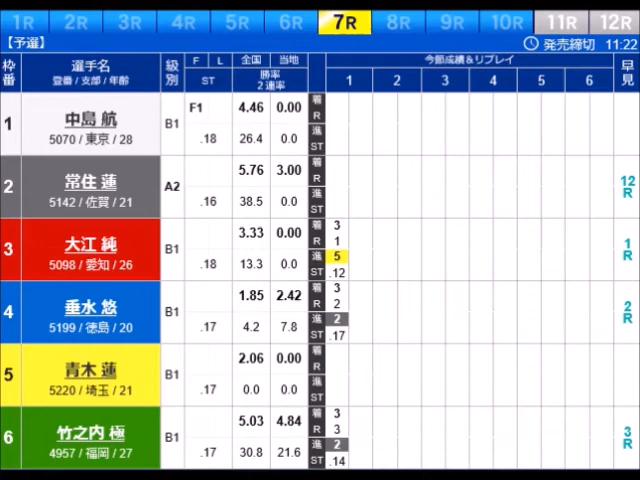 1R 2R 3R 4R 5R 6R 7R 8R 9R 10R 11R 12R
【予選】 発売締切 11:22
枠番 選手名 登番 / 支部 / 年齢 級別 F L ST 全国 当地 勝率 2連率 今節成績&リプレイ 1 2 3 4 5 6 早見
1 中島 航 B1 F1 4.46 0.00 着 R
5070 / 東京 / 28 .18 26.4 0.0 進 ST
2 常住 蓮 A2 5.76 3.00 着 R 12R
5142 / 佐賀 / 21 .16 38.5 0.0 進 ST
3 大江 純 B1 3.33 0.00 着 3 R 1 1R
5098 / 愛知 / 26 .18 13.3 0.0 進 5 ST .12
4 垂水 悠 B1 1.85 2.42 着 3 R 2 2R
5199 / 徳島 / 20 .17 4.2 7.8 進 2 ST .17
5 青木 蓮 B1 2.06 0.00 着 R
5220 / 埼玉 / 21 .17 0.0 0.0 進 ST
6 竹之内 極 B1 5.03 4.84 着 3 R 3 3R
4957 / 福岡 / 27 .17 30.8 21.6 進 2 ST .14